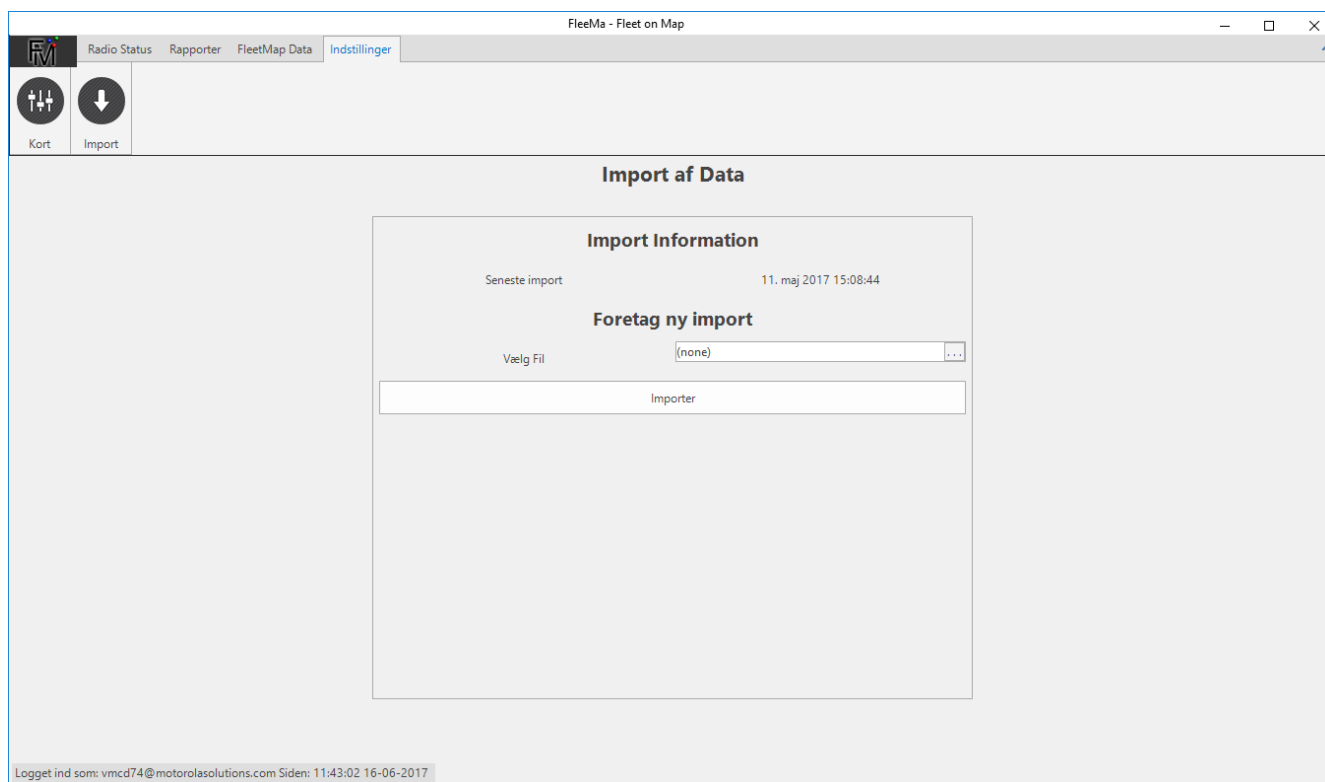 FleeMa - Fleet on Map
FM
Radio Status Rapporter FleetMap Data Indstillinger
Kort Import
Import af Data
Import Information
Seneste import 11. maj 2017 15:08:44
Foretag ny import
Vælg Fil (none) ...
Importer
Logget ind som: vmcd74@motorolasolutions.com Siden: 11:43:02 16-06-2017